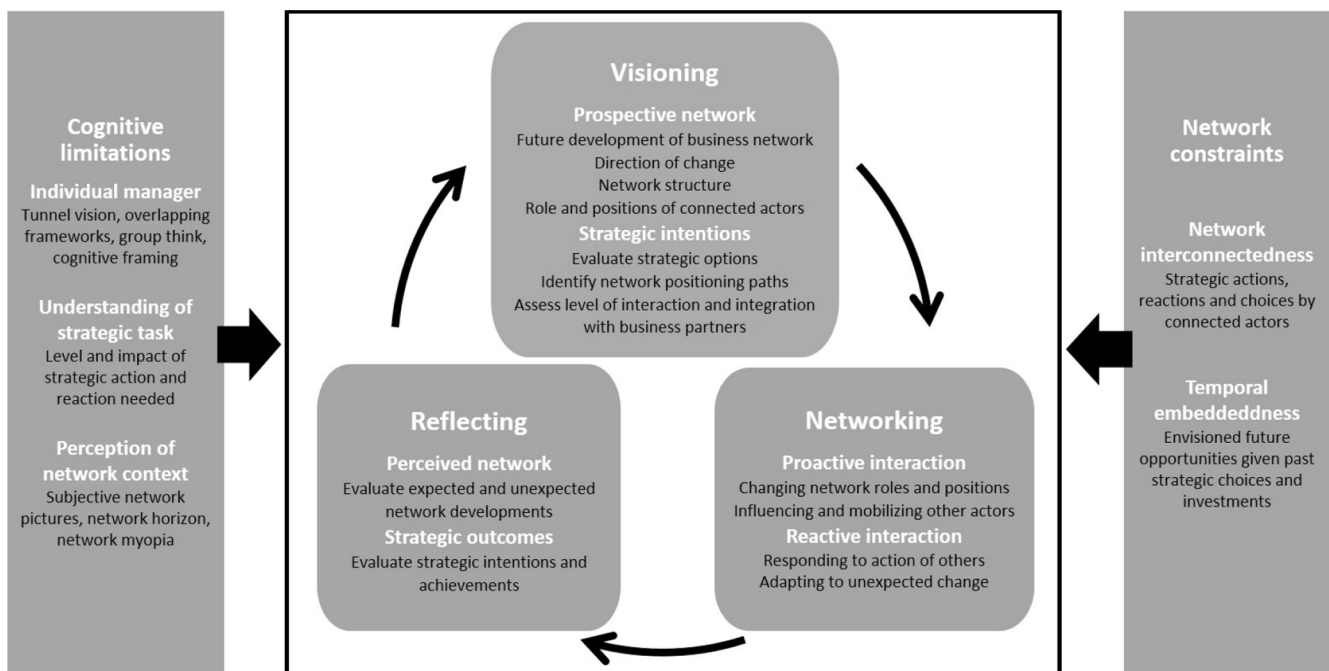 Cognitive
limitations
Individual manager
Tunnel vision, overlapping
frameworks, group think,
cognitive framing
Understanding of
strategic task
Level and impact of
strategic action and
reaction needed
Perception of
network context
Subjective network
pictures, network horizon,
network myopia
Visioning
Prospective network
Future development of business network
Direction of change
Network structure
Role and positions of connected actors
Strategic intentions
Evaluate strategic options
Identify network positioning paths
Assess level of interaction and integration
with business partners
Reflecting
Perceived network
Evaluate expected and unexpected
network developments
Strategic outcomes
Evaluate strategic intentions and
achievements
Networking
Proactive interaction
Changing network roles and positions
Influencing and mobilizing other actors
Reactive interaction
Responding to action of others
Adapting to unexpected change
Network
constraints
Network
interconnectedness
Strategic actions,
reactions and choices by
connected actors
Temporal
embeddedness
Envisioned future
opportunities given past
strategic choices and
investments